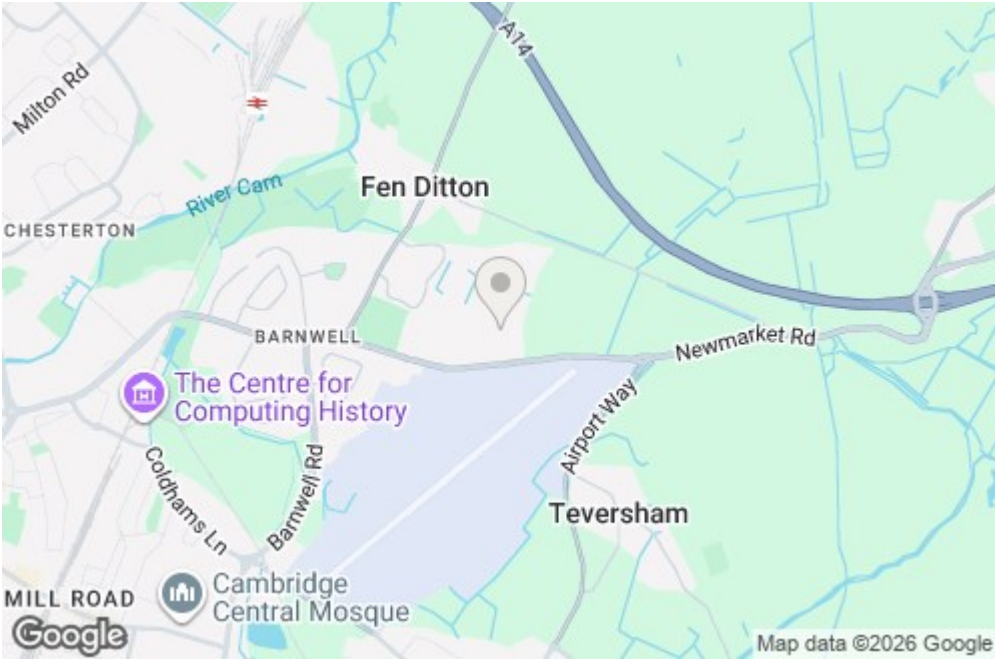 A14
Milton Rd
River Cam
Fen Ditton
CHESTERTON
BARNWELL
Newmarket Rd
The Centre for
Computing History
Airport Way
Coldhams Ln
Barnwell Rd
Teversham
MILL ROAD
Cambridge
Central Mosque
Google
Map data ©2026 Google